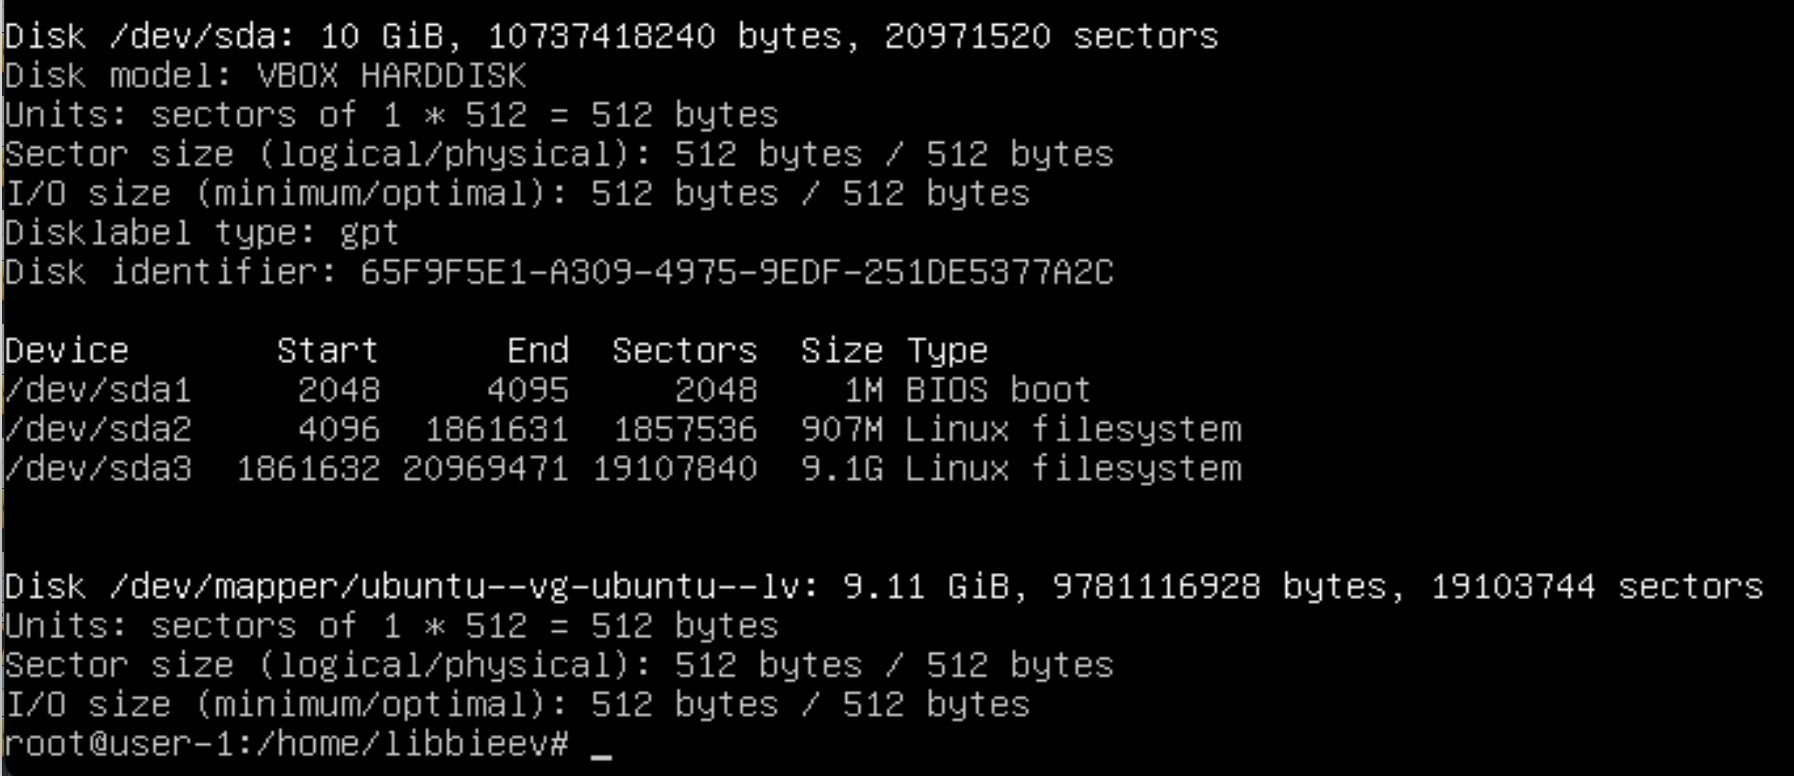 Disk /dev/sda: 10 GiB, 10737418240 bytes, 20971520 sectors
Disk model: VBOX HARDDISK
Units: sectors of 1 * 512 = 512 bytes
Sector size (logical/physical): 512 bytes / 512 bytes
I/O size (minimum/optimal): 512 bytes / 512 bytes
Disklabel type: gpt
Disk identifier: 65F9F5E1-A309-4975-9EDF-251DE5377A2C
Device       Start      End  Sectors  Size Type
/dev/sda1     2048     4095     2048    1M BIOS boot
/dev/sda2     4096  1861631  1857536  907M Linux filesystem
/dev/sda3  1861632 20969471 19107840  9.1G Linux filesystem
Disk /dev/mapper/ubuntu--vg-ubuntu--lv: 9.11 GiB, 9781116928 bytes, 19103744 sectors
Units: sectors of 1 * 512 = 512 bytes
Sector size (logical/physical): 512 bytes / 512 bytes
I/O size (minimum/optimal): 512 bytes / 512 bytes
root@user-1:/home/libbieev# _